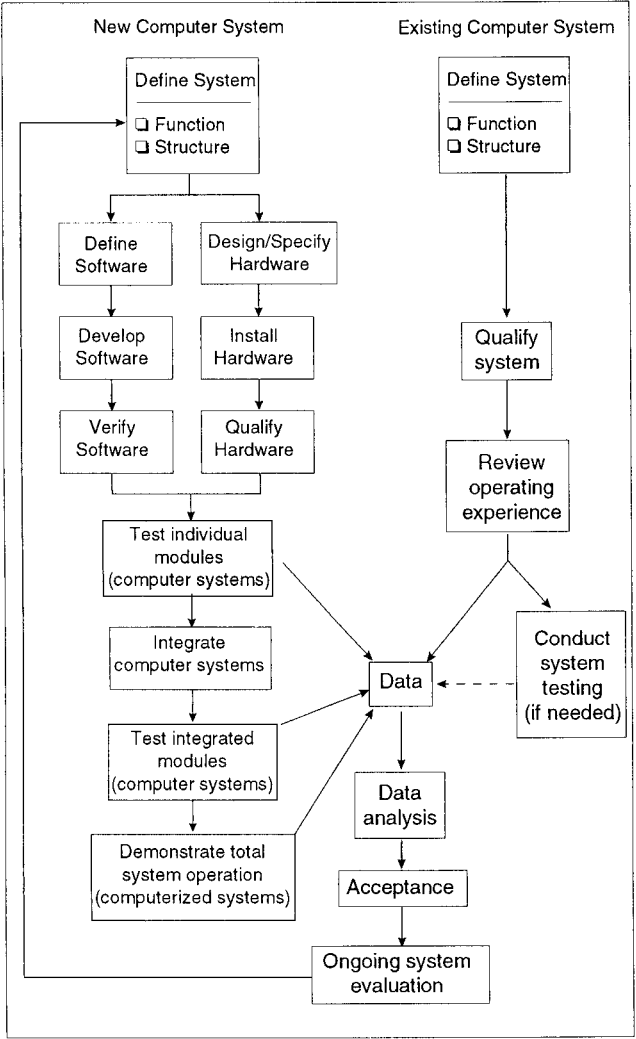 New Computer System
Existing Computer System
Define System
Function
Structure
Define System
Function
Structure
Define
Software
Design/Specify
Hardware
Develop
Software
Install
Hardware
Qualify
system
Verify
Software
Qualify
Hardware
Review
operating
experience
Test individual
modules
(computer systems)
Integrate
computer systems
Data
Conduct
system
testing
(if needed)
Test integrated
modules
(computer systems)
Data
analysis
Demonstrate total
system operation
(computerized systems)
Acceptance
Ongoing system
evaluation